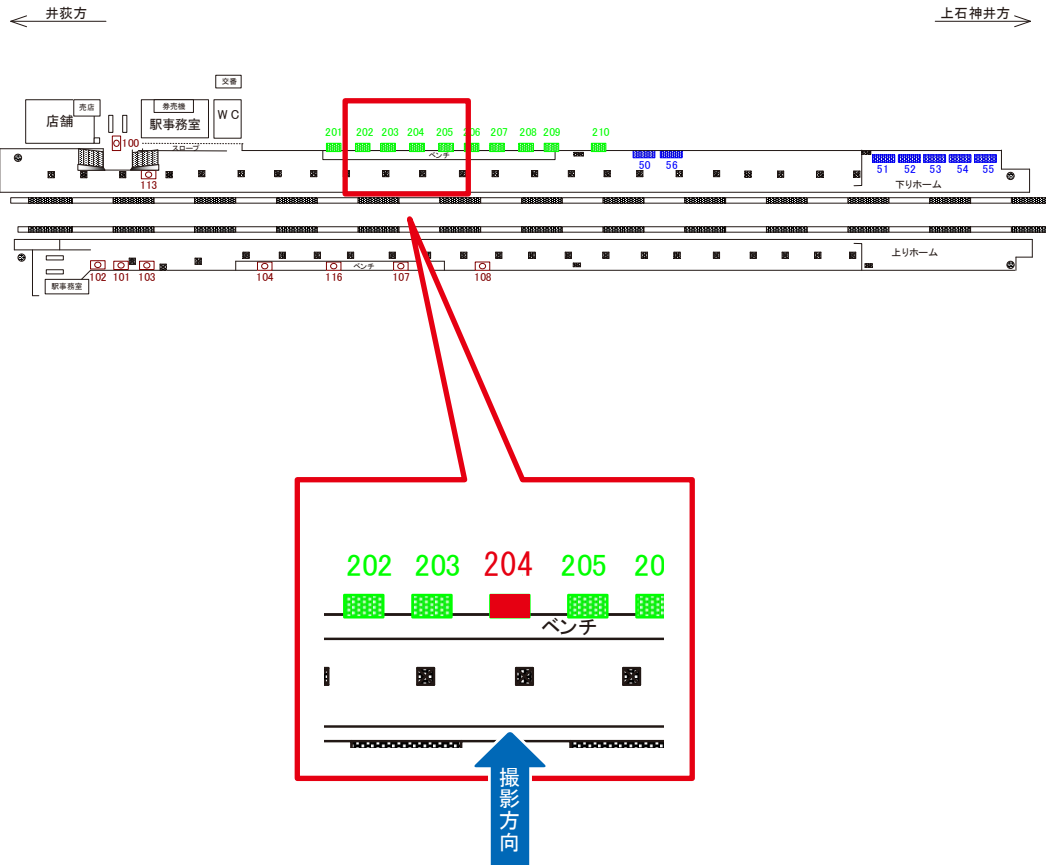 井荻方
上石神井方
交番
売店
店舗
券売機
駅事務室
WC
100
スロープ
201
202
203
204
205
206
207
208
209
210
ベンチ
50
56
51
52
53
54
55
113
下りホーム
上りホーム
102
101
103
104
116
ベンチ
107
108
駅事務室
202
203
204
205
20
ベンチ
撮影方向